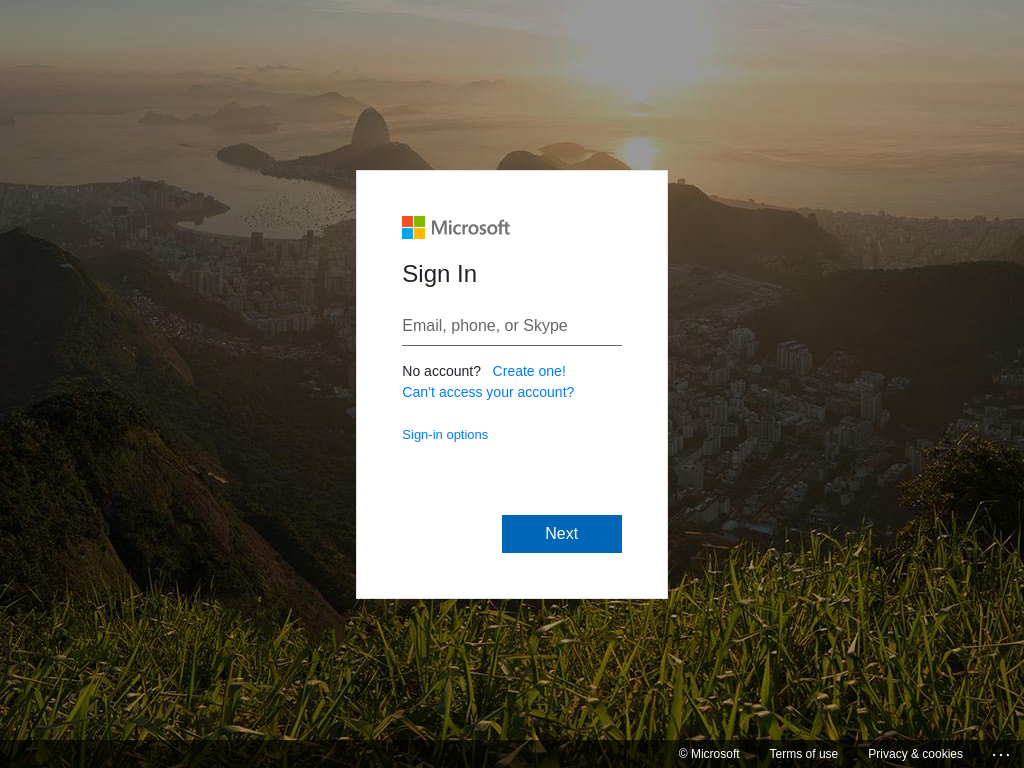 Microsoft
Sign In
Email, phone, or Skype
No account? Create one!
Can't access your account?
Sign-in options
Next
© Microsoft Terms of use Privacy & cookies ...